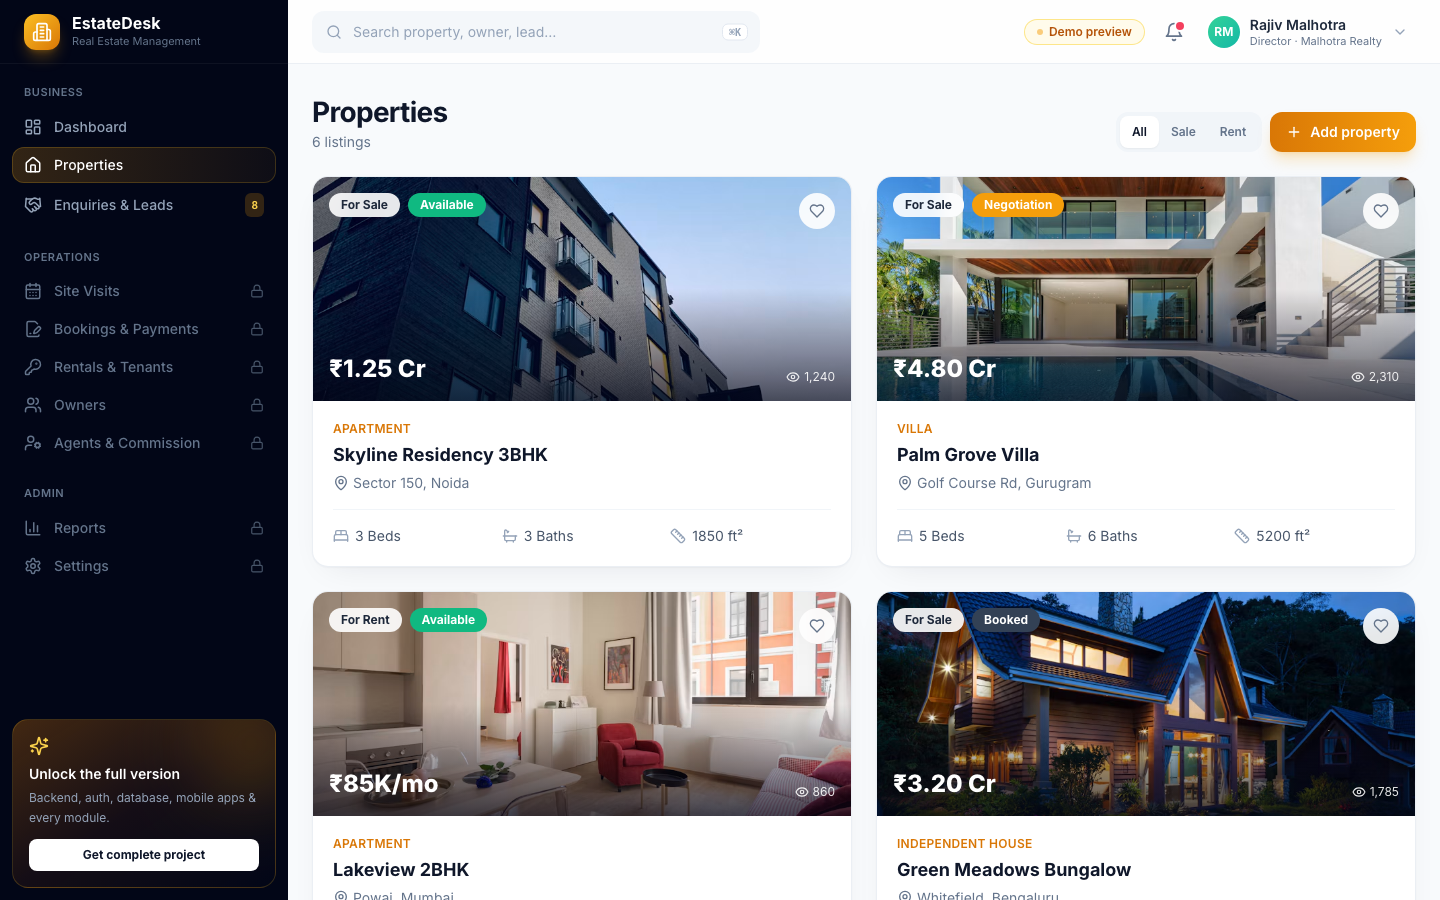 EstateDesk
Real Estate Management
BUSINESS
Dashboard
Properties
Enquiries & Leads 8
OPERATIONS
Site Visits
Bookings & Payments
Rentals & Tenants
Owners
Agents & Commission
ADMIN
Reports
Settings
Unlock the full version
Backend, auth, database, mobile apps &
every module.
Get complete project
Search property, owner, lead... ⌘K
Demo preview
RM
Rajiv Malhotra
Director · Malhotra Realty
Properties
6 listings
All Sale Rent
+ Add property
For Sale Available
₹1.25 Cr
1,240
APARTMENT
Skyline Residency 3BHK
Sector 150, Noida
3 Beds 3 Baths 1850 ft²
For Sale Negotiation
₹4.80 Cr
2,310
VILLA
Palm Grove Villa
Golf Course Rd, Gurugram
5 Beds 6 Baths 5200 ft²
For Rent Available
₹85K/mo
860
APARTMENT
Lakeview 2BHK
Powai, Mumbai
For Sale Booked
₹3.20 Cr
1,785
INDEPENDENT HOUSE
Green Meadows Bungalow
Whitefield, Bengaluru